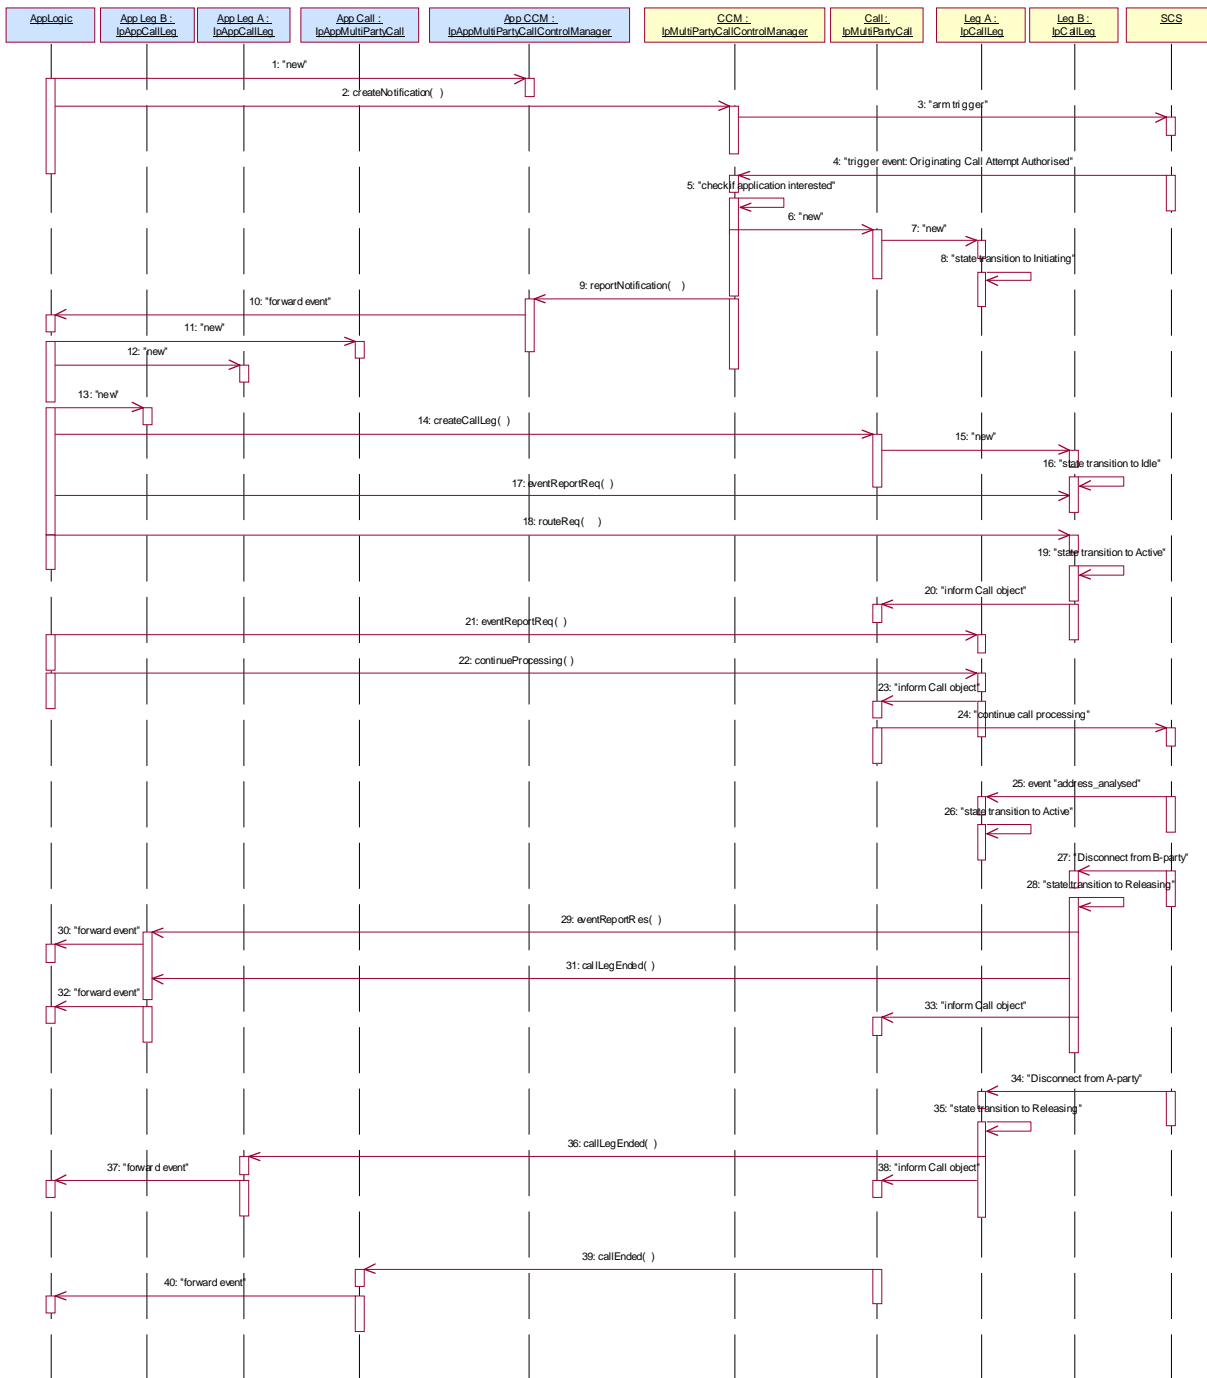 AppLogic
App Leg B :
IpAppCallLeg
App Leg A :
IpAppCallLeg
App Call :
IpAppMultiPartyCall
App CCM :
IpAppMultiPartyCallControlManager
CCM :
IpMultiPartyCallControlManager
Call :
IpMultiPartyCall
Leg A :
IpCallLeg
Leg B :
IpCallLeg
SCS
1: "new"
2: createNotification( )
3: "arm trigger"
4: "trigger event: Originating Call Attempt Authorised"
5: "check if application interested"
6: "new"
7: "new"
8: "state transition to Initiating"
9: reportNotification( )
10: "forward event"
11: "new"
12: "new"
13: "new"
14: createCallLeg( )
15: "new"
16: "state transition to Idle"
17: eventReportReq( )
18: routeReq( )
19: "state transition to Active"
20: "inform Call object"
21: eventReportReq( )
22: continueProcessing( )
23: "inform Call object"
24: "continue call processing"
25: event "address_analysed"
26: "state transition to Active"
27: "Disconnect from B-party"
28: "state transition to Releasing"
29: eventReportRes( )
30: "forward event"
31: callLegEnded( )
32: "forward event"
33: "inform Call object"
34: "Disconnect from A-party"
35: "state transition to Releasing"
36: callLegEnded( )
37: "forward event"
38: "inform Call object"
39: callEnded( )
40: "forward event"